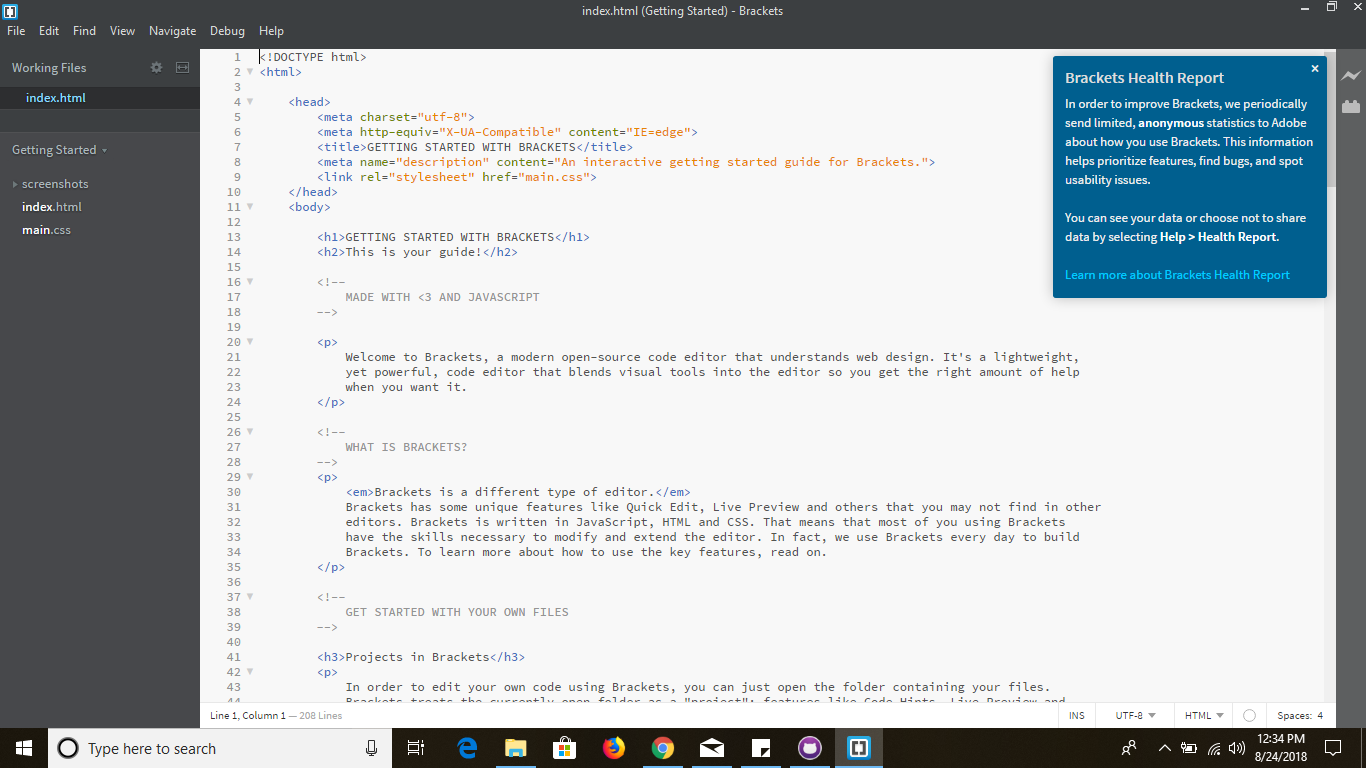 index.html (Getting Started) - Brackets
File Edit Find View Navigate Debug Help
Working Files
index.html
Getting Started
screenshots
index.html
main.css
1 <!DOCTYPE html>
2 <html>
3
4 <head>
5 <meta charset="utf-8">
6 <meta http-equiv="X-UA-Compatible" content="IE=edge">
7 <title>GETTING STARTED WITH BRACKETS</title>
8 <meta name="description" content="An interactive getting started guide for Brackets.">
9 <link rel="stylesheet" href="main.css">
10 </head>
11 <body>
12
13 <h1>GETTING STARTED WITH BRACKETS</h1>
14 <h2>This is your guide!</h2>
15
16 <!--
17 MADE WITH <3 AND JAVASCRIPT
18 -->
19
20 <p>
21 Welcome to Brackets, a modern open-source code editor that understands web design. It's a lightweight,
22 yet powerful, code editor that blends visual tools into the editor so you get the right amount of help
23 when you want it.
24 </p>
25
26 <!--
27 WHAT IS BRACKETS?
28 -->
29 <p>
30 <em>Brackets is a different type of editor.</em>
31 Brackets has some unique features like Quick Edit, Live Preview and others that you may not find in other
32 editors. Brackets is written in JavaScript, HTML and CSS. That means that most of you using Brackets
33 have the skills necessary to modify and extend the editor. In fact, we use Brackets every day to build
34 Brackets. To learn more about how to use the key features, read on.
35 </p>
36
37 <!--
38 GET STARTED WITH YOUR OWN FILES
39 -->
40
41 <h3>Projects in Brackets</h3>
42 <p>
43 In order to edit your own code using Brackets, you can just open the folder containing your files.
44 Brackets treats the currently open folder as a "project"; features like Code Hints, Live Preview and
Brackets Health Report
×
In order to improve Brackets, we periodically
send limited, anonymous statistics to Adobe
about how you use Brackets. This information
helps prioritize features, find bugs, and spot
usability issues.
You can see your data or choose not to share
data by selecting Help > Health Report.
Learn more about Brackets Health Report
Line 1, Column 1 — 208 Lines
INS
UTF-8
HTML
Spaces: 4
Type here to search
12:34 PM
8/24/2018